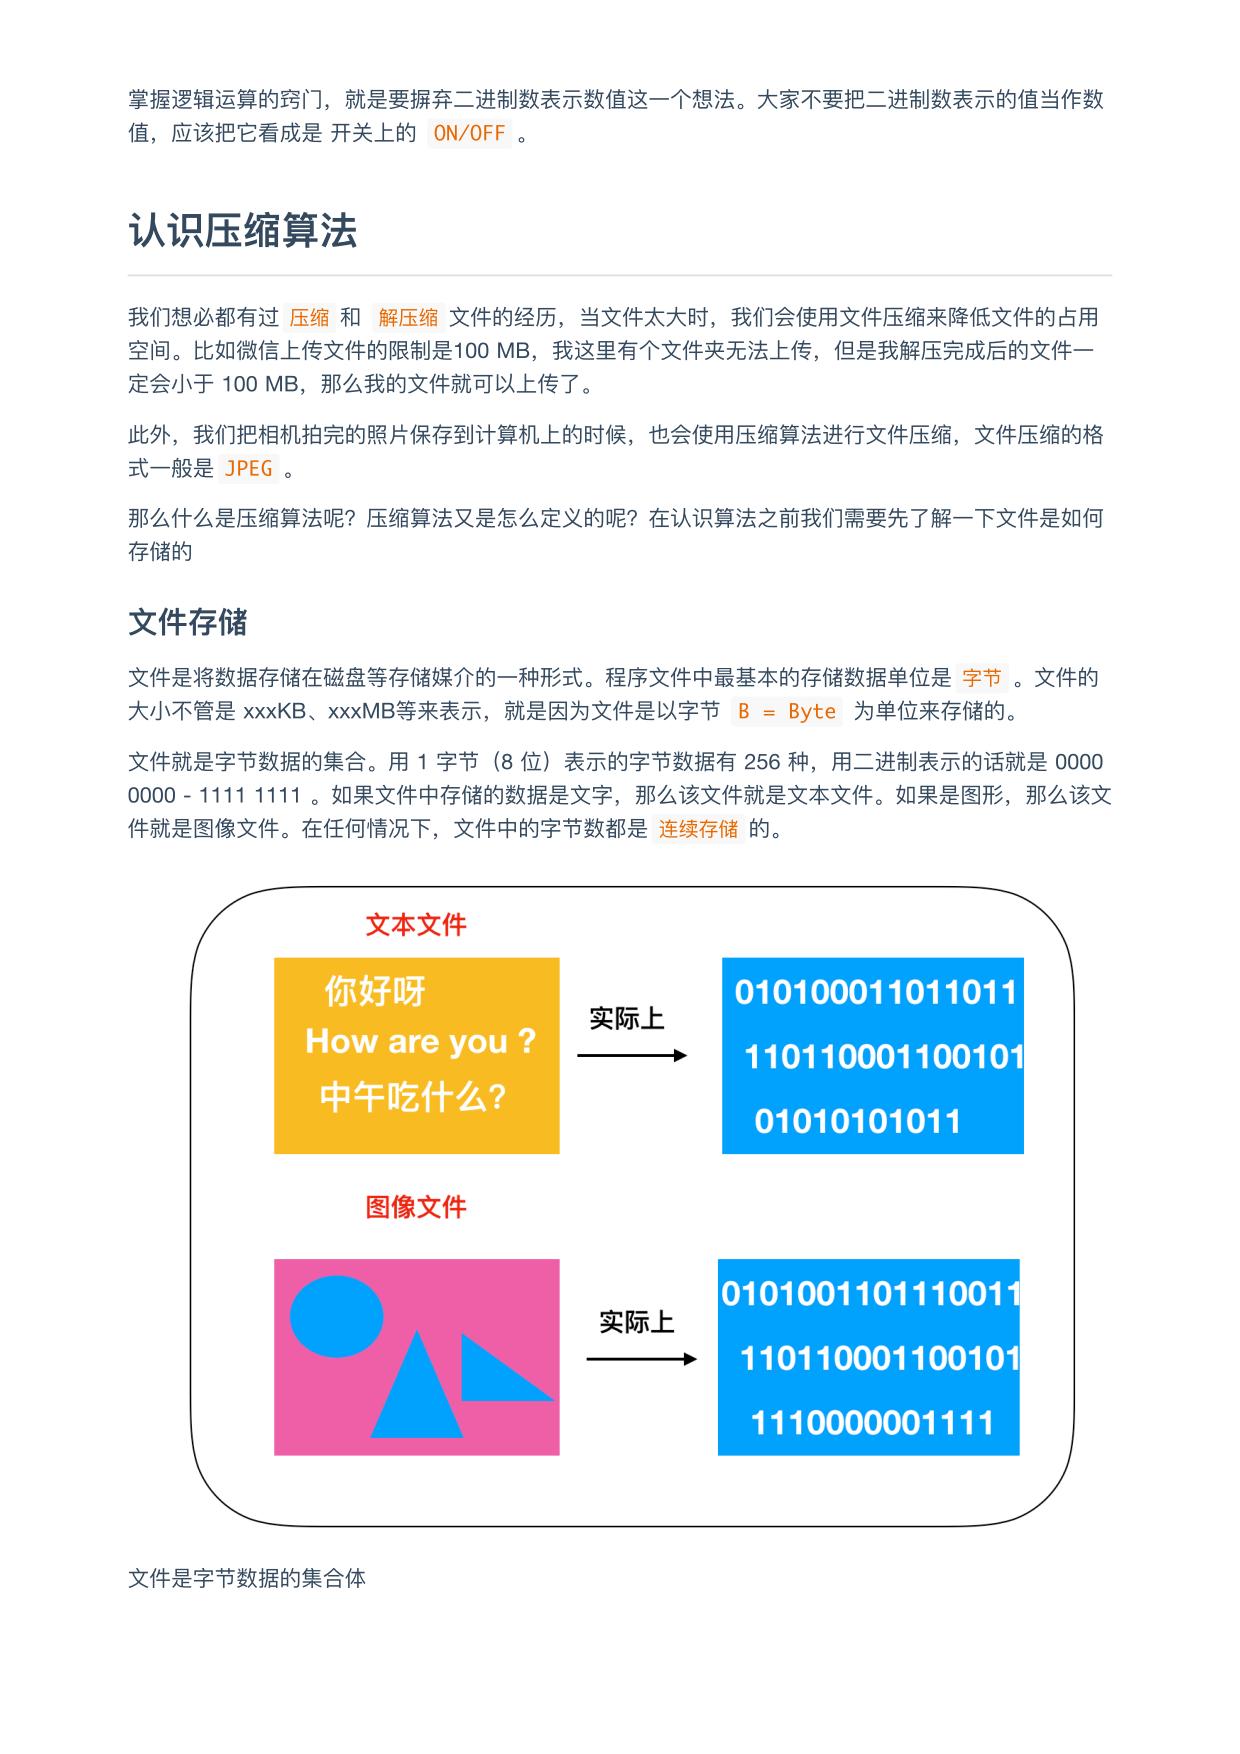 掌握逻辑运算的窍门，就是要摒弃二进制数表示数值这一个想法。大家不要把二进制数表示的值当作数
值，应该把它看成是 开关上的 ON/OFF 。
认识压缩算法
我们想必都有过 压缩 和 解压缩 文件的经历，当文件太大时，我们会使用文件压缩来降低文件的占用
空间。比如微信上传文件的限制是100 MB，我这里有个文件夹无法上传，但是我解压完成后的文件一
定会小于 100 MB，那么我的文件就可以上传了。
此外，我们把相机拍完的照片保存到计算机上的时候，也会使用压缩算法进行文件压缩，文件压缩的格
式一般是 JPEG 。
那么什么是压缩算法呢？压缩算法又是怎么定义的呢？在认识算法之前我们需要先了解一下文件是如何
存储的
文件存储
文件是将数据存储在磁盘等存储媒介的一种形式。程序文件中最基本的存储数据单位是 字节 。文件的
大小不管是 xxxKB、xxxMB等来表示，就是因为文件是以字节 B = Byte 为单位来存储的。
文件就是字节数据的集合。用 1 字节（8 位）表示的字节数据有 256 种，用二进制表示的话就是 0000
0000 - 1111 1111 。如果文件中存储的数据是文字，那么该文件就是文本文件。如果是图形，那么该文
件就是图像文件。在任何情况下，文件中的字节数都是 连续存储 的。
文本文件
你好呀
How are you ?
中午吃什么?
实际上
010100011011011
110110001100101
01010101011
图像文件
实际上
0101001101110011
110110001100101
1110000001111
文件是字节数据的集合体